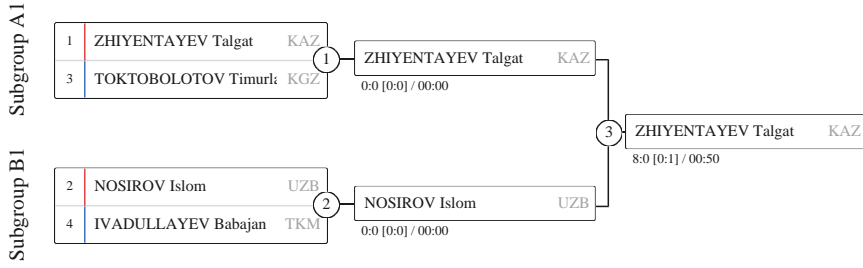 Subgroup A1
1 ZHIYENTAYEV Talgat KAZ
3 TOKTOBOLOTOV Timurla KGZ
1
ZHIYENTAYEV Talgat KAZ
0:0 [0:0] / 00:00
3
ZHIYENTAYEV Talgat KAZ
8:0 [0:1] / 00:50
Subgroup B1
2 NOSIROV Islom UZB
4 IVADULLAYEV Babajan TKM
2
NOSIROV Islom UZB
0:0 [0:0] / 00:00